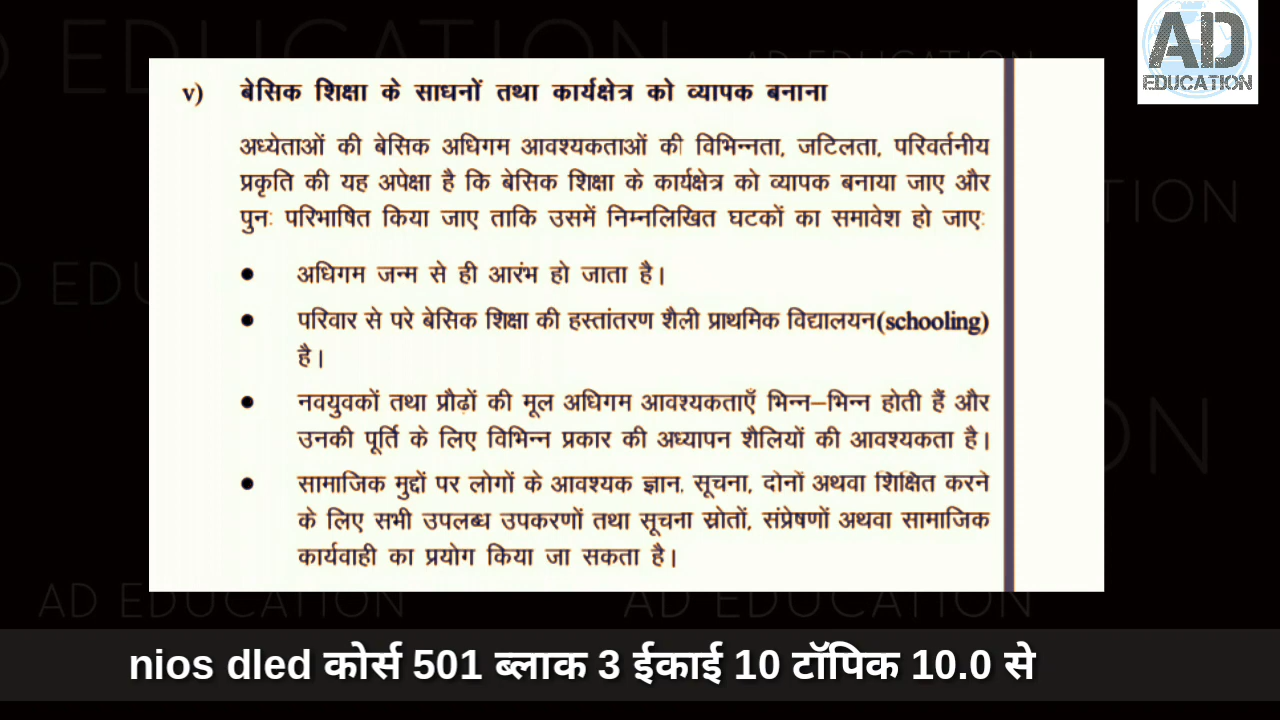 AD
EDUCATION
v) बेसिक शिक्षा के साधनों तथा कार्यक्षेत्र को व्यापक बनाना
अध्येताओं की बेसिक अधिगम आवश्यकताओं की विभिन्नता, जटिलता, परिवर्तनीय
प्रकृति की यह अपेक्षा है कि बेसिक शिक्षा के कार्यक्षेत्र को व्यापक बनाया जाए और
पुनः परिभाषित किया जाए ताकि उसमें निम्नलिखित घटकों का समावेश हो जाएः
● अधिगम जन्म से ही आरंभ हो जाता है।
● परिवार से परे बेसिक शिक्षा की हस्तांतरण शैली प्राथमिक विद्यालयन(schooling)
है।
● नवयुवकों तथा प्रौढ़ों की मूल अधिगम आवश्यकताएँ भिन्न–भिन्न होती हैं और
उनकी पूर्ति के लिए विभिन्न प्रकार की अध्यापन शैलियों की आवश्यकता है।
● सामाजिक मुद्दों पर लोगों के आवश्यक ज्ञान, सूचना, दोनों अथवा शिक्षित करने
के लिए सभी उपलब्ध उपकरणों तथा सूचना स्रोतों, संप्रेषणों अथवा सामाजिक
कार्यवाही का प्रयोग किया जा सकता है।
AD EDUCATION AD EDUCATION
nios dled कोर्स 501 ब्लाक 3 ईकाई 10 टॉपिक 10.0 से